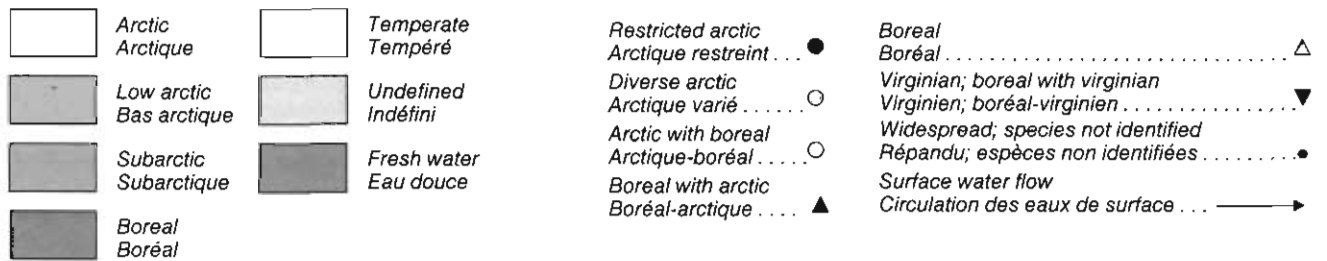 Arctic
Arctique
Low arctic
Bas arctique
Subarctic
Subarctique
Boreal
Boréal
Temperate
Tempéré
Undefined
Indéfini
Fresh water
Eau douce
Restricted arctic
Arctique restreint . . .
Diverse arctic
Arctique varié . . . . .
Arctic with boreal
Arctique-boréal . . . . .
Boreal with arctic
Boréal-arctique . . . .
Boreal
Boréal . . . . . . . . . . . . . . . . . . . . . . . . . . . . . .
Virginian; boreal with virginian
Virginien; boréal-virginien . . . . . . . . . . . . . .
Widespread; species not identified
Répandu; espèces non identifiées . . . . . . . .
Surface water flow
Circulation des eaux de surface . . .